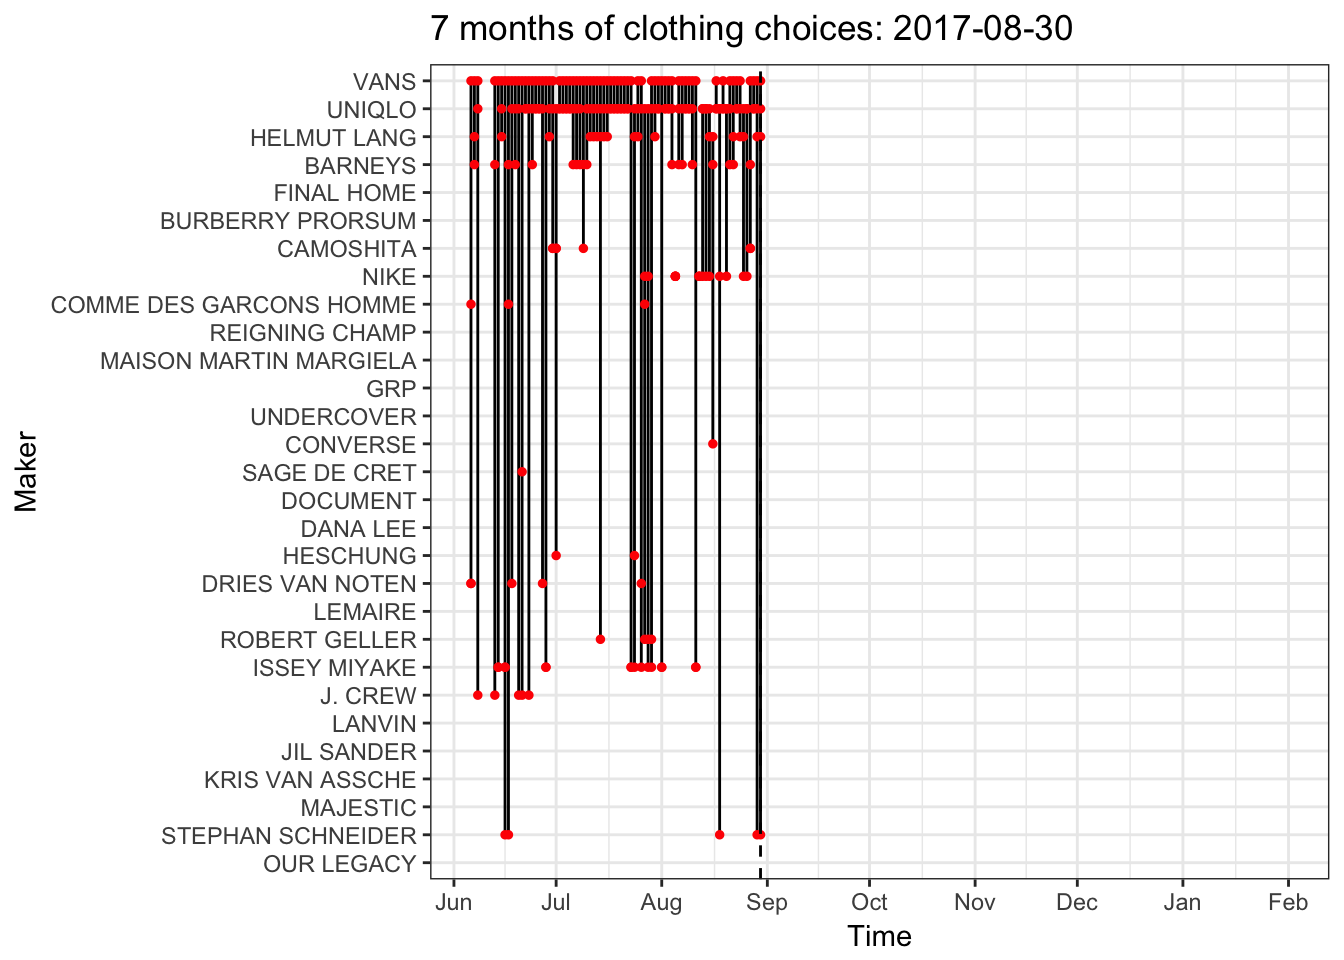 7 months of clothing choices: 2017-08-30
VANS
UNIQLO
HELMUT LANG
BARNEYS
FINAL HOME
BURBERRY PRORSUM
CAMOSHITA
NIKE
COMME DES GARCONS HOMME
REIGNING CHAMP
MAISON MARTIN MARGIELA
GRP
UNDERCOVER
CONVERSE
SAGE DE CRET
DOCUMENT
DANA LEE
HESCHUNG
DRIES VAN NOTEN
LEMAIRE
ROBERT GELLER
ISSEY MIYAKE
J. CREW
LANVIN
JIL SANDER
KRIS VAN ASSCHE
MAJESTIC
STEPHAN SCHNEIDER
OUR LEGACY
Maker
Jun Jul Aug Sep Oct Nov Dec Jan Feb
Time